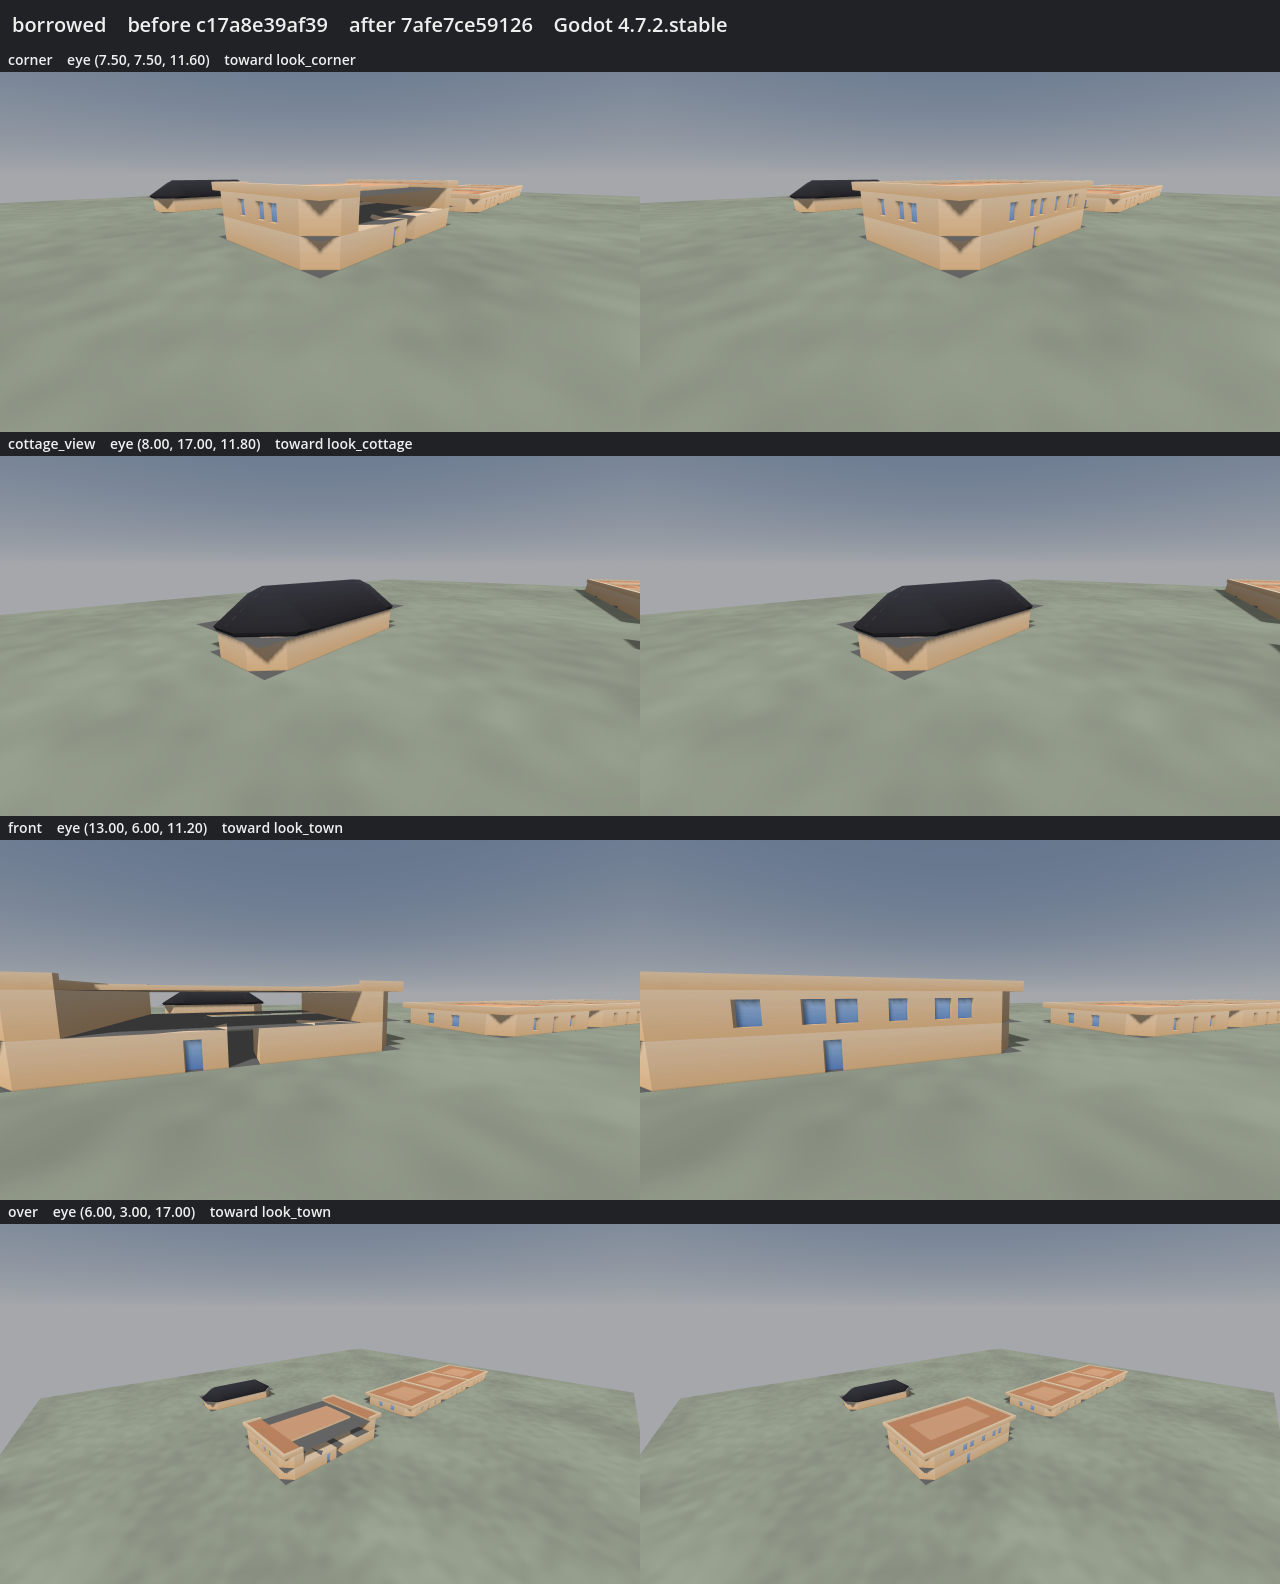 borrowed before c17a8e39af39 after 7afe7ce59126 Godot 4.7.2.stable
corner eye (7.50, 7.50, 11.60) toward look_corner
cottage_view eye (8.00, 17.00, 11.80) toward look_cottage
front eye (13.00, 6.00, 11.20) toward look_town
over eye (6.00, 3.00, 17.00) toward look_town